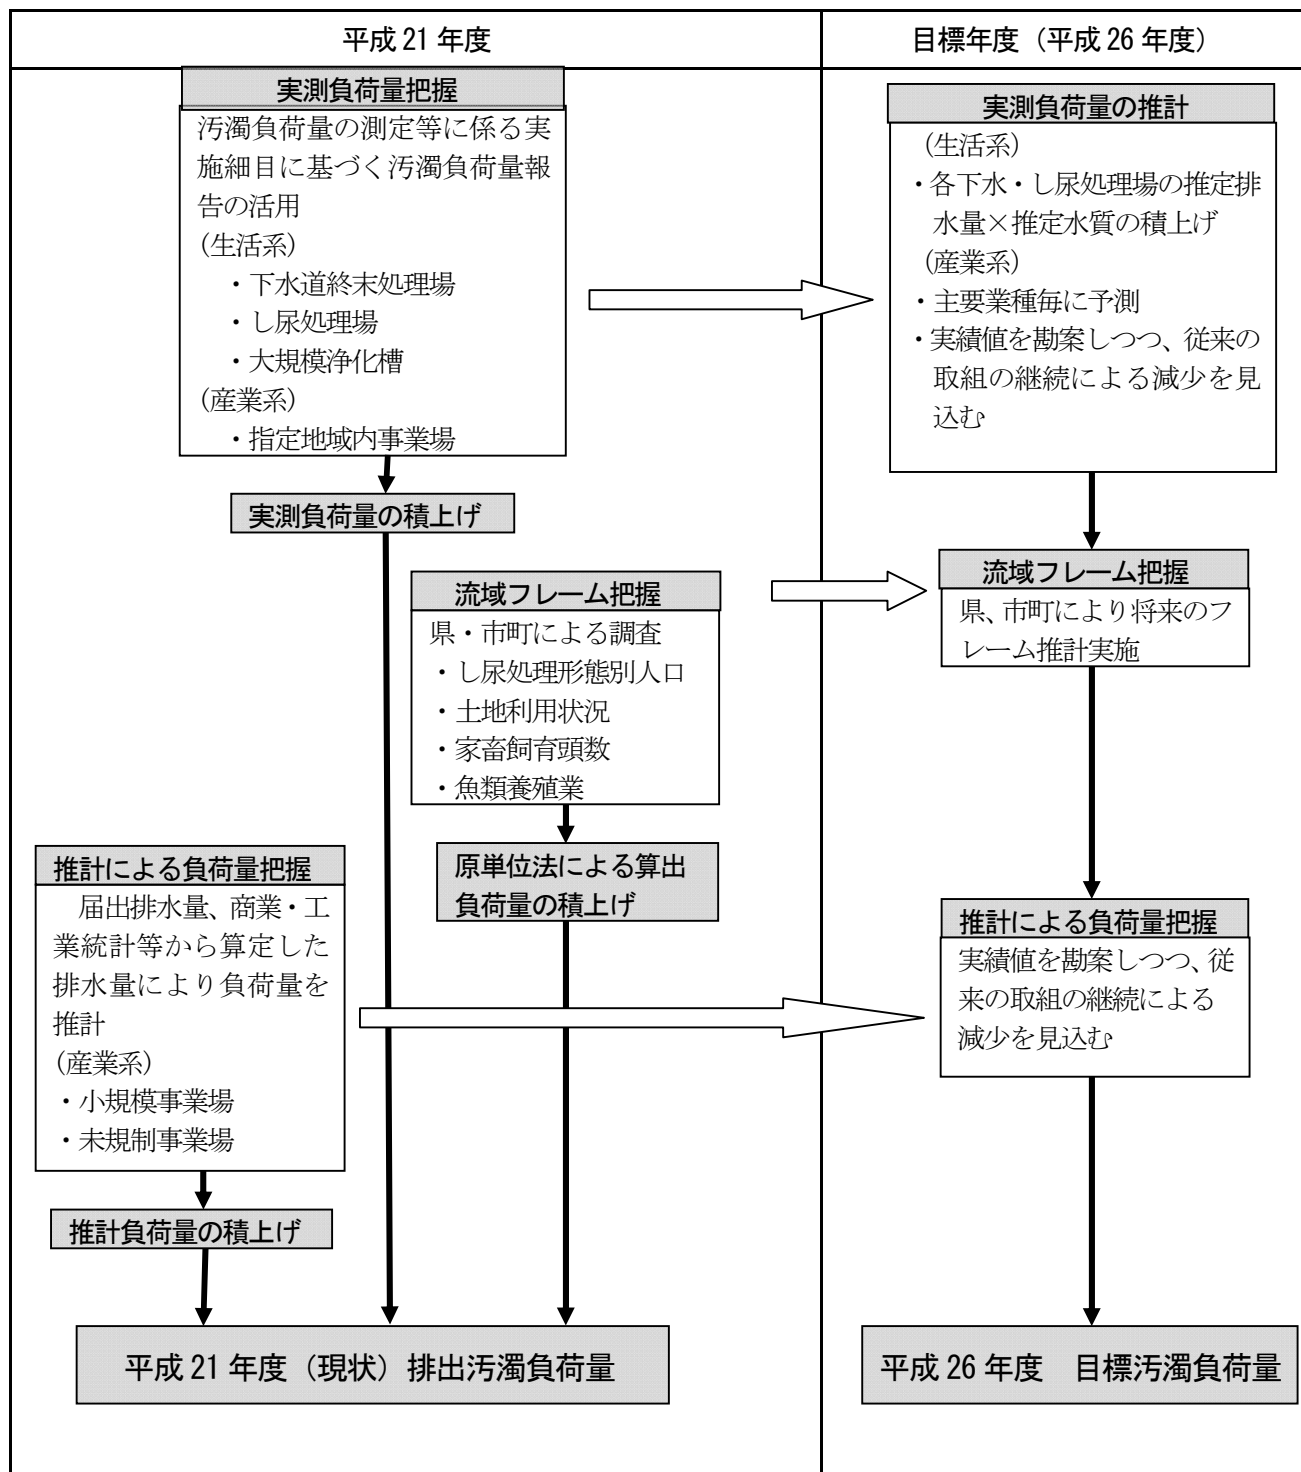 平成21年度
目標年度（平成26年度）
実測負荷量把握
汚濁負荷量の測定等に係る実
施細目に基づく汚濁負荷量報
告の活用
(生活系)
・下水道終末処理場
・し尿処理場
・大規模浄化槽
(産業系)
・指定地域内事業場
実測負荷量の積上げ
流域フレーム把握
県・市町による調査
・し尿処理形態別人口
・土地利用状況
・家畜飼育頭数
・魚類養殖業
原単位法による算出
負荷量の積上げ
推計による負荷量把握
届出排水量、商業・工
業統計等から算定した
排水量により負荷量を
推計
(産業系)
・小規模事業場
・未規制事業場
推計負荷量の積上げ
平成21年度（現状）排出汚濁負荷量
実測負荷量の推計
(生活系)
・各下水・し尿処理場の推定排
水量×推定水質の積上げ
(産業系)
・主要業種毎に予測
・実績値を勘案しつつ、従来の
取組の継続による減少を見
込む
流域フレーム把握
県、市町により将来のフ
レーム推計実施
推計による負荷量把握
実績値を勘案しつつ、従
来の取組の継続による
減少を見込む
平成26年度　目標汚濁負荷量